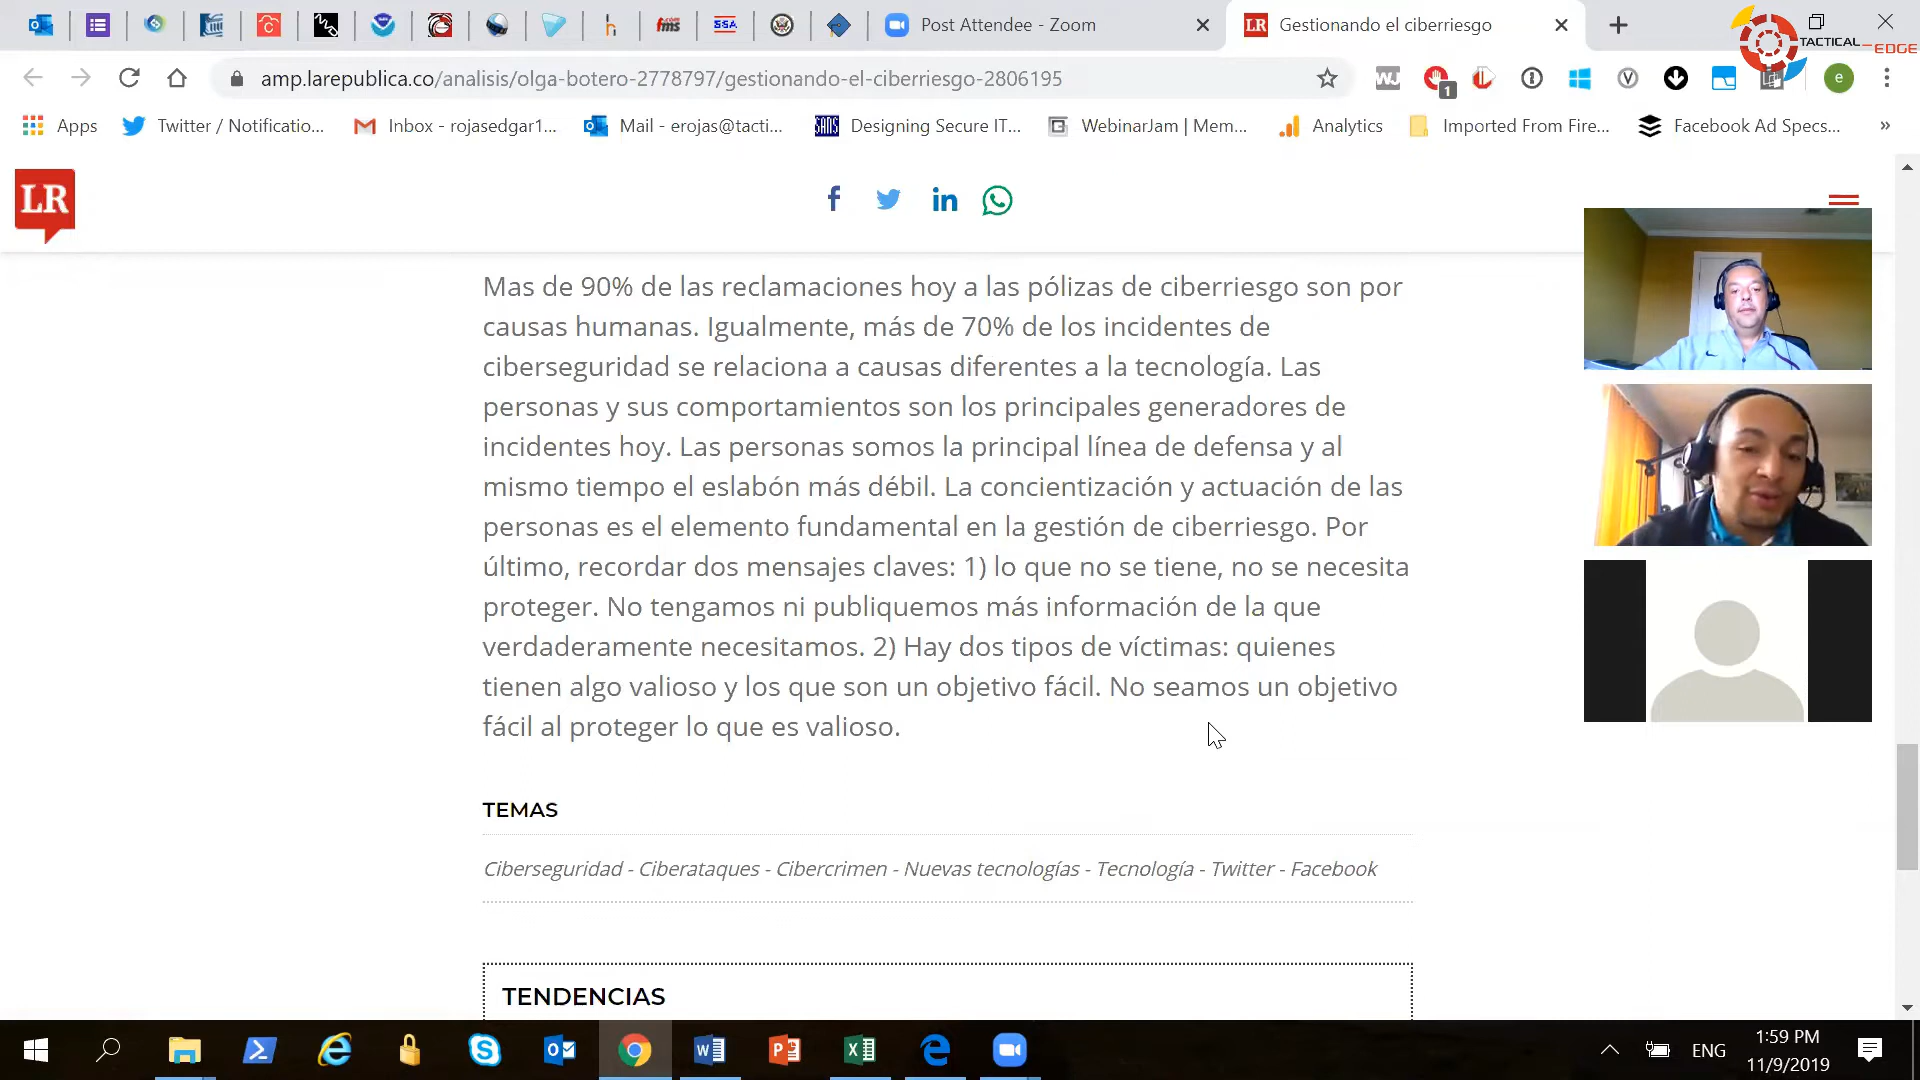 Post Attendee - Zoom
LR Gestionando el ciberriesgo
TACTICAL_EDGE
amp.larepublica.co/analisis/olga-botero-2778797/gestionando-el-ciberriesgo-2806195
Apps
Twitter / Notificatio...
Inbox - rojasedgar1...
Mail - erojas@tacti...
SANS Designing Secure IT...
WebinarJam | Mem...
Analytics
Imported From Fire...
Facebook Ad Specs...
LR
Mas de 90% de las reclamaciones hoy a las pólizas de ciberriesgo son por
causas humanas. Igualmente, más de 70% de los incidentes de
ciberseguridad se relaciona a causas diferentes a la tecnología. Las
personas y sus comportamientos son los principales generadores de
incidentes hoy. Las personas somos la principal línea de defensa y al
mismo tiempo el eslabón más débil. La concientización y actuación de las
personas es el elemento fundamental en la gestión de ciberriesgo. Por
último, recordar dos mensajes claves: 1) lo que no se tiene, no se necesita
proteger. No tengamos ni publiquemos más información de la que
verdaderamente necesitamos. 2) Hay dos tipos de víctimas: quienes
tienen algo valioso y los que son un objetivo fácil. No seamos un objetivo
fácil al proteger lo que es valioso.
TEMAS
Ciberseguridad - Ciberataques - Cibercrimen - Nuevas tecnologías - Tecnología - Twitter - Facebook
TENDENCIAS
ENG
1:59 PM
11/9/2019